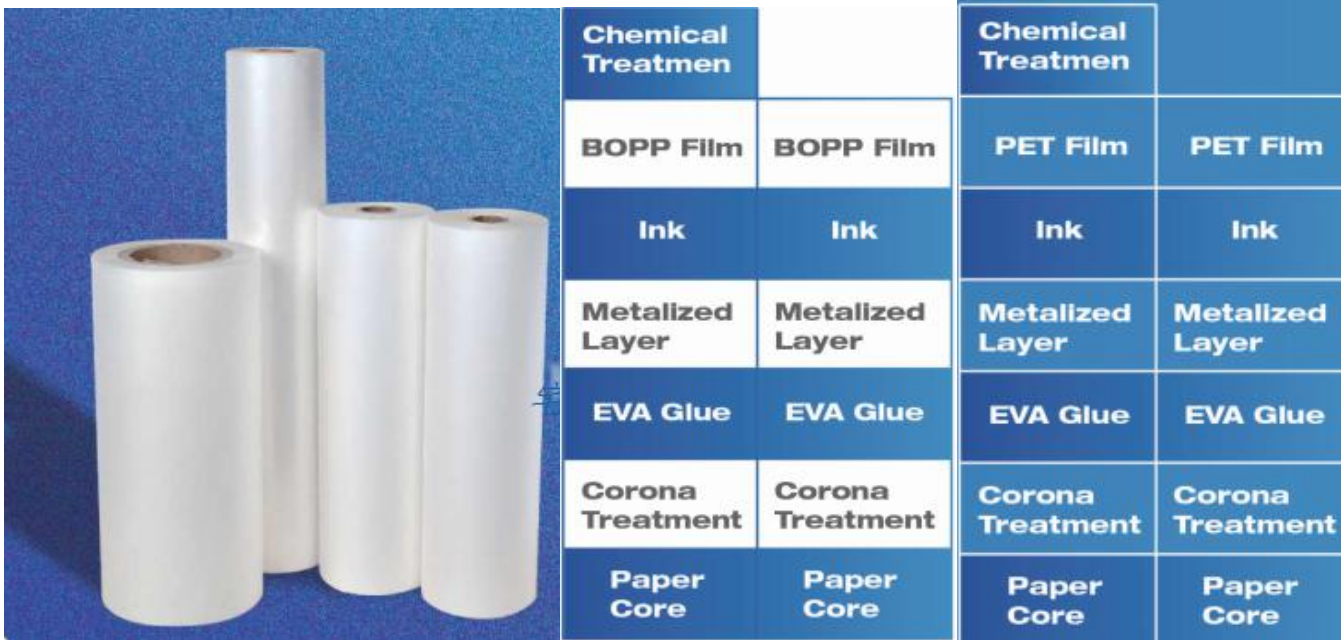 Chemical
Treatmen
BOPP Film
BOPP Film
Ink
Ink
Metalized
Layer
Metalized
Layer
EVA Glue
EVA Glue
Corona
Treatment
Corona
Treatment
Paper
Core
Paper
Core
Chemical
Treatmen
PET Film
PET Film
Ink
Ink
Metalized
Layer
Metalized
Layer
EVA Glue
EVA Glue
Corona
Treatment
Corona
Treatment
Paper
Core
Paper
Core